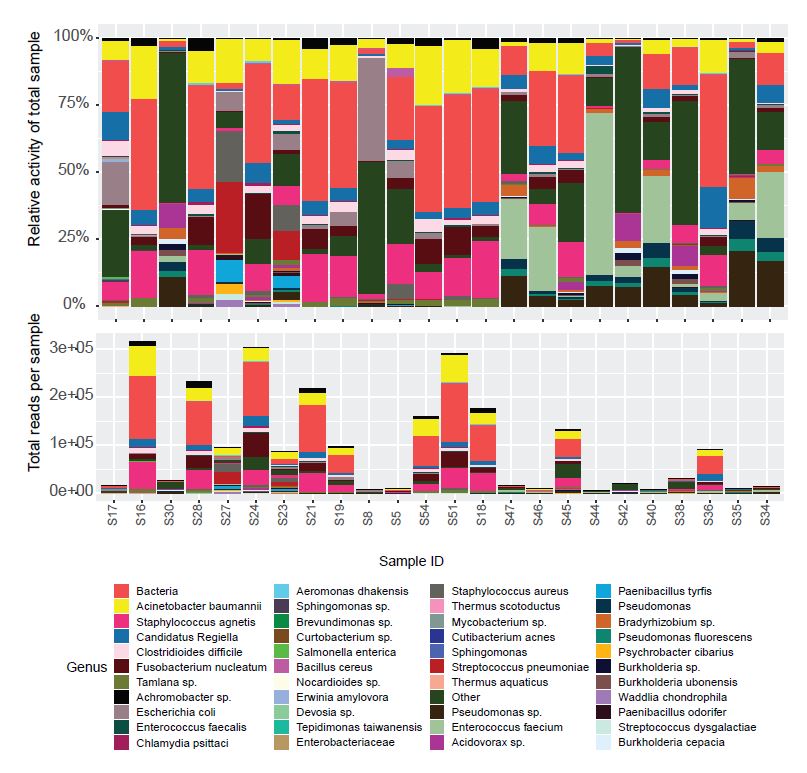 Relative activity of total sample
100%
75%
50%
25%
0%
Total reads per sample
3e+05
2e+05
1e+05
0e+00
S17
S16
S30
S28
S27
S24
S23
S21
S19
S8
S5
S54
S51
S18
S47
S46
S45
S44
S42
S40
S38
S36
S35
S34
Sample ID
Genus
Bacteria
Acinetobacter baumannii
Staphylococcus agnetis
Candidatus Regiella
Clostridioides difficile
Fusobacterium nucleatum
Tamlana sp.
Achromobacter sp.
Escherichia coli
Enterococcus faecalis
Chlamydia psittaci
Aeromonas dhakensis
Sphingomonas sp.
Brevundimonas sp.
Curtobacterium sp.
Salmonella enterica
Bacillus cereus
Nocardioides sp.
Erwinia amylovora
Devosia sp.
Tepidimonas taiwanensis
Enterobacteriaceae
Staphylococcus aureus
Thermus scotoductus
Mycobacterium sp.
Cutibacterium acnes
Sphingomonas
Streptococcus pneumoniae
Thermus aquaticus
Other
Pseudomonas sp.
Enterococcus faecium
Acidovorax sp.
Paenibacillus tyrfis
Pseudomonas
Bradyrhizobium sp.
Pseudomonas fluorescens
Psychrobacter cibarius
Burkholderia sp.
Burkholderia ubonensis
Waddlia chondrophila
Paenibacillus odorifer
Streptococcus dysgalactiae
Burkholderia cepacia